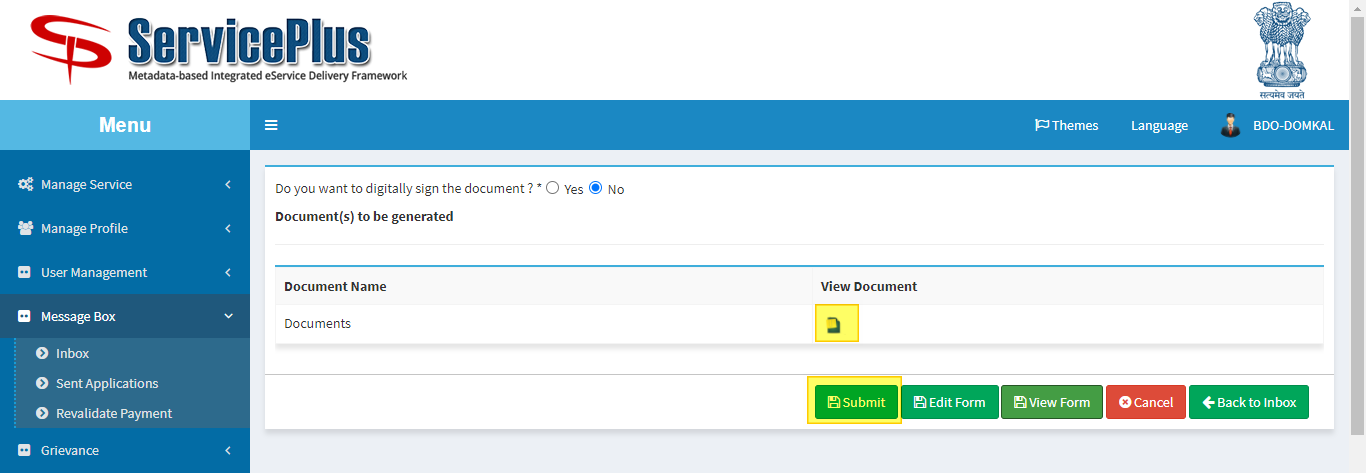 ServicePlus
Metadata-based Integrated eService Delivery Framework
सत्यमेव जयते
Menu
Themes Language BDO-DOMKAL
Manage Service
Manage Profile
User Management
Message Box
Inbox
Sent Applications
Revalidate Payment
Grievance
Do you want to digitally sign the document ? * Yes No
Document(s) to be generated
Document Name View Document
Documents
Submit Edit Form View Form Cancel Back to Inbox